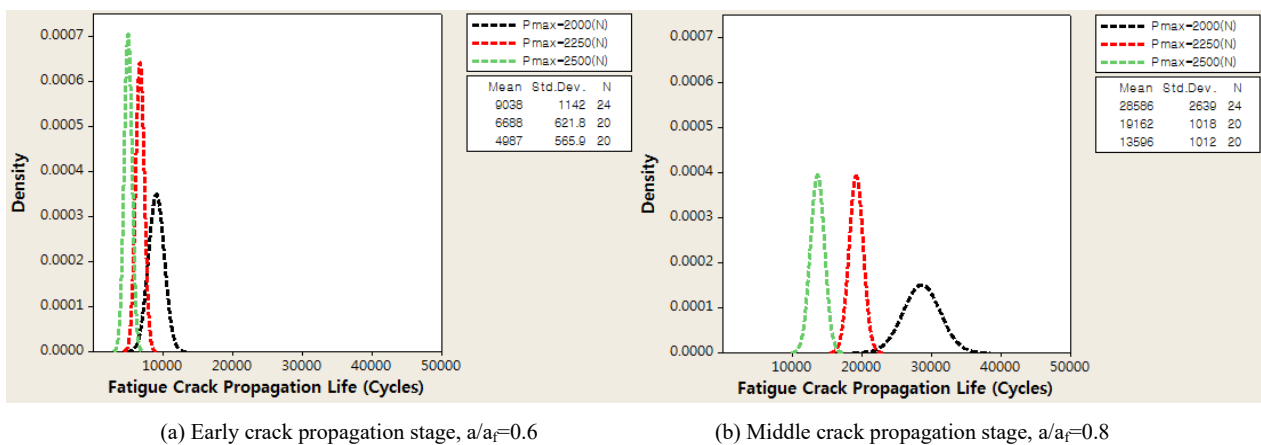 0.0007
0.0006
0.0005
0.0004
0.0003
0.0002
0.0001
0.0000
Density
10000 20000 30000 40000 50000
Fatigue Crack Propagation Life (Cycles)
Pmax-2000(N)
Pmax-2250(N)
Pmax-2500(N)
Mean Std.Dev. N
9038 1142 24
6688 621.8 20
4987 565.9 20
(a) Early crack propagation stage, a/af=0.6
0.0007
0.0006
0.0005
0.0004
0.0003
0.0002
0.0001
0.0000
Density
10000 20000 30000 40000 50000
Fatigue Crack Propagation Life (Cycles)
Pmax-2000(N)
Pmax-2250(N)
Pmax-2500(N)
Mean Std.Dev. N
28586 2639 24
19162 1018 20
13596 1012 20
(b) Middle crack propagation stage, a/af=0.8